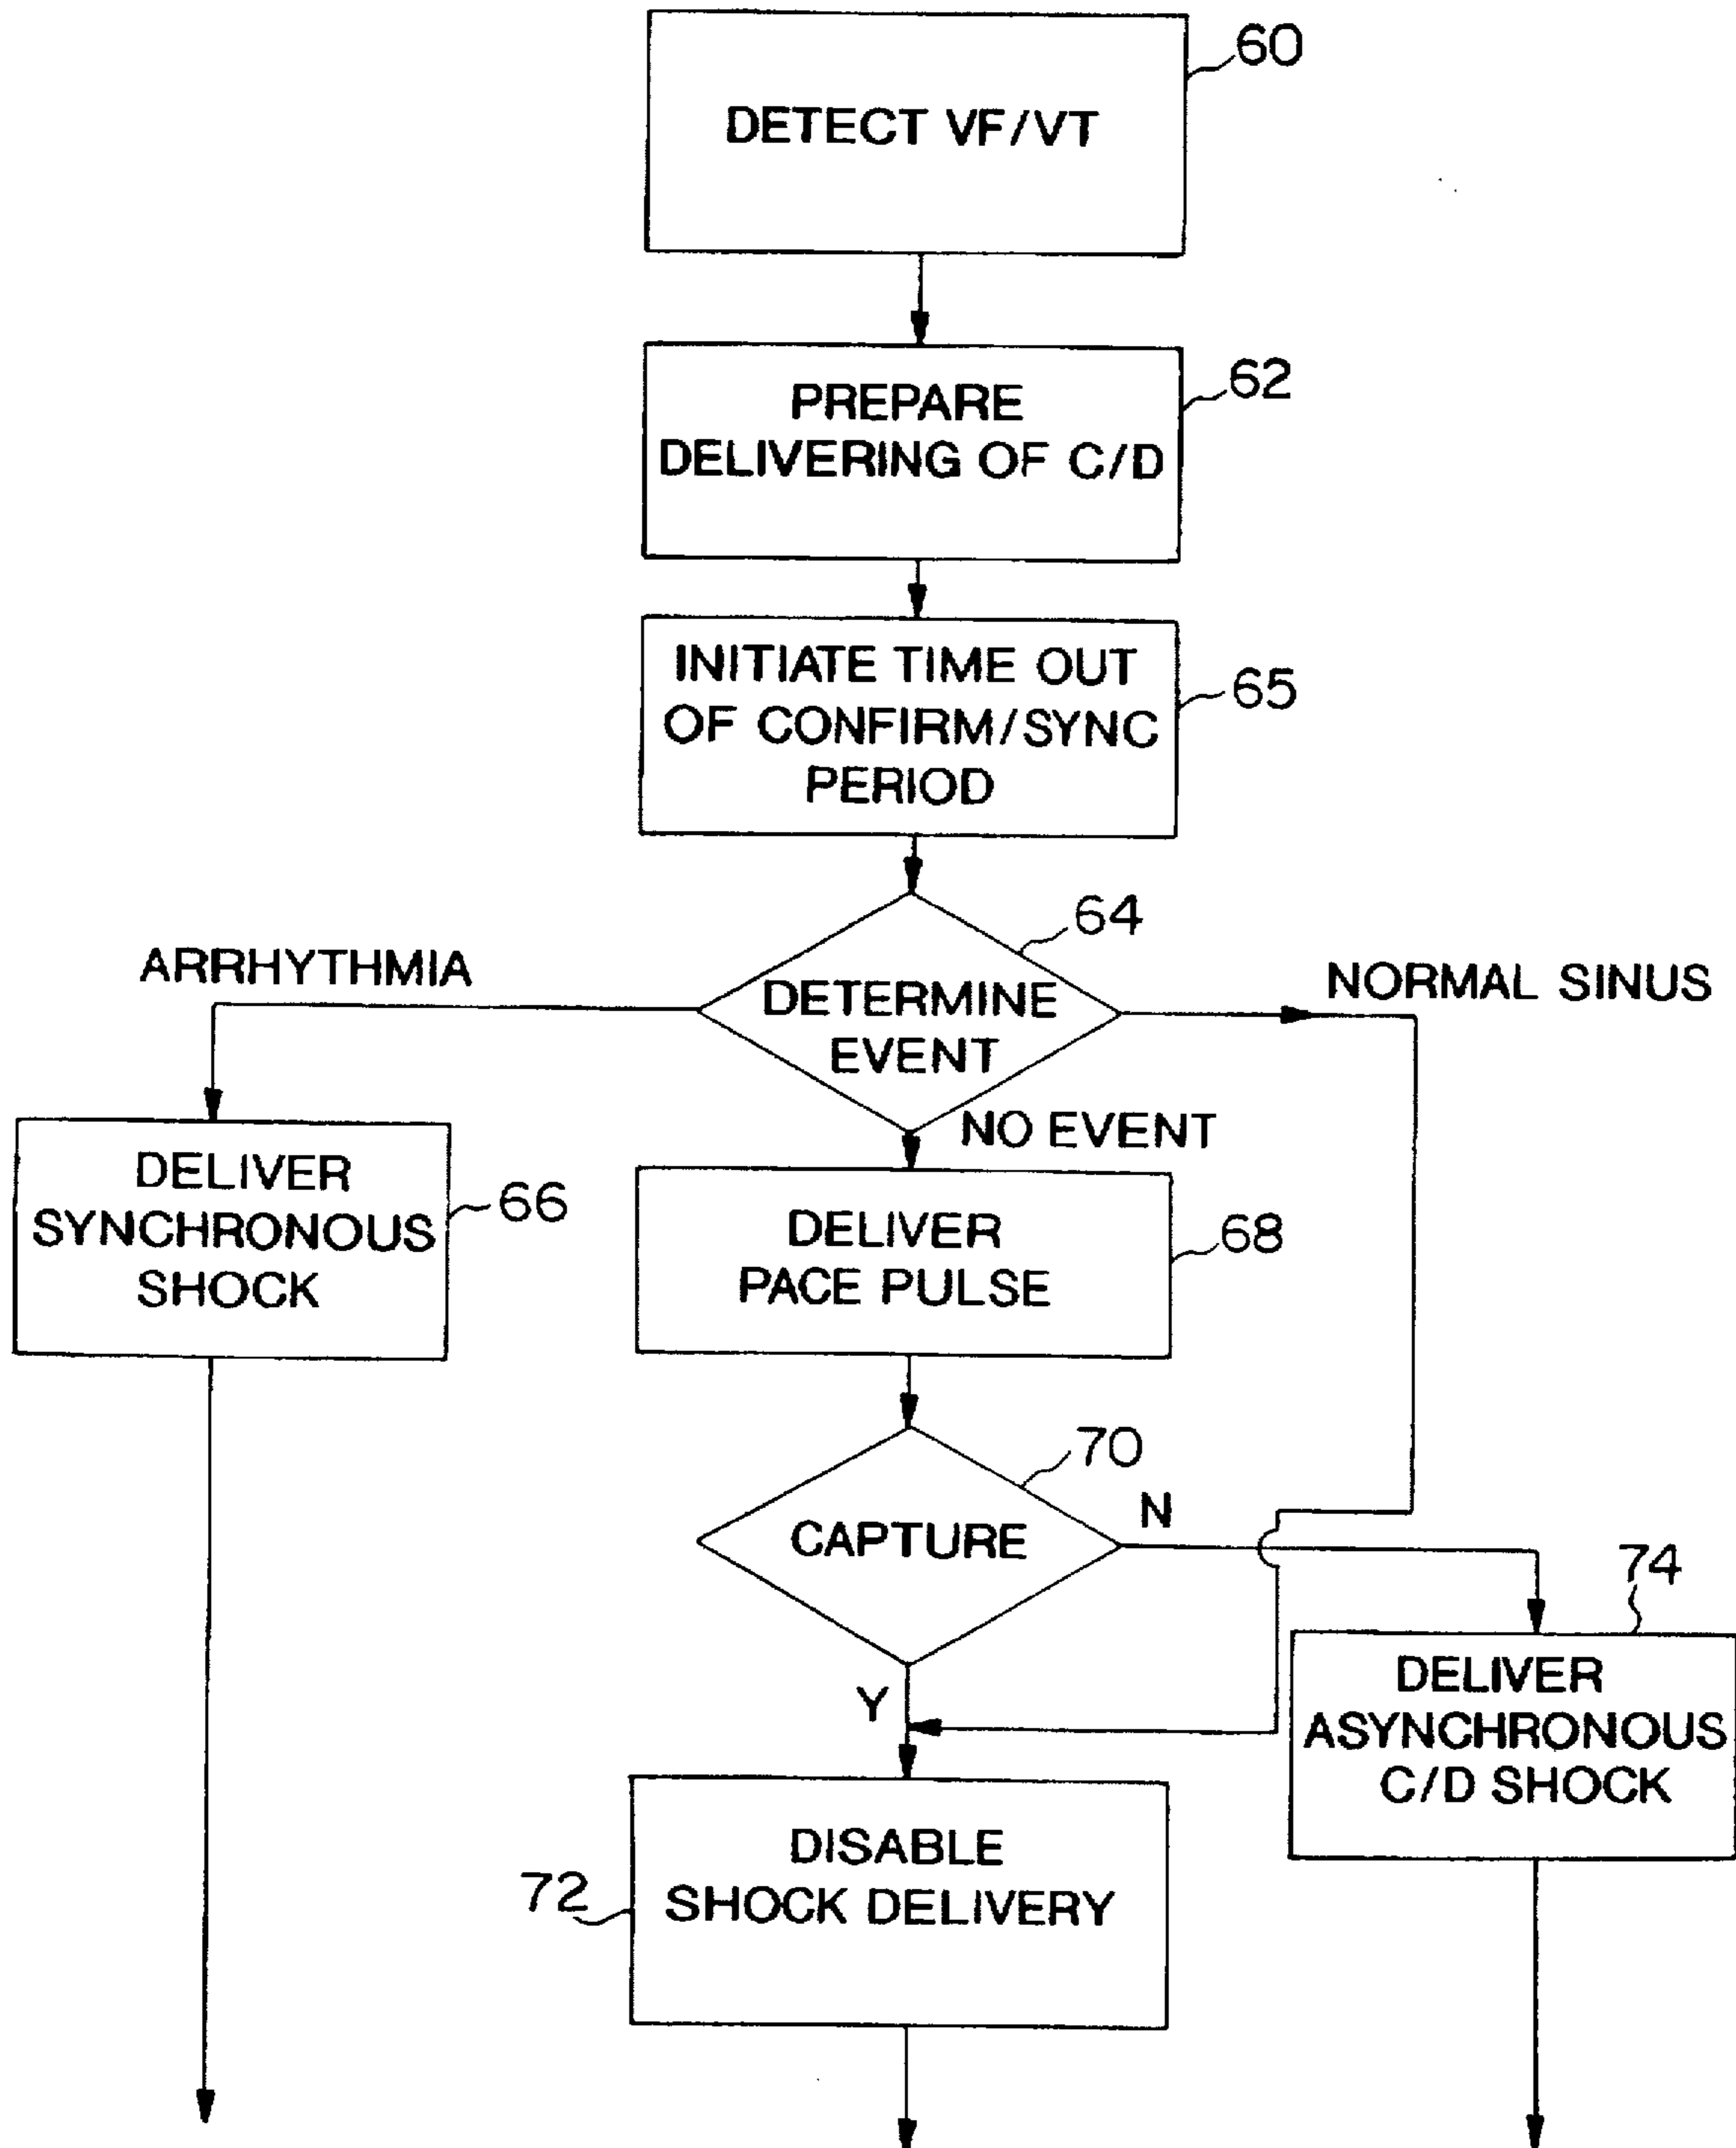 60
DETECT VF/VT
62
PREPARE
DELIVERING OF C/D
INITIATE TIME OUT
OF CONFIRM/SYNC
PERIOD
65
64
ARRHYTHMIA
NORMAL SINUS
DETERMINE
EVENT
NO EVENT
DELIVER
SYNCHRONOUS
SHOCK
66
DELIVER
PACE PULSE
68
70
CAPTURE
N
74
Y
DELIVER
ASYNCHRONOUS
C/D SHOCK
DISABLE
SHOCK DELIVERY
72